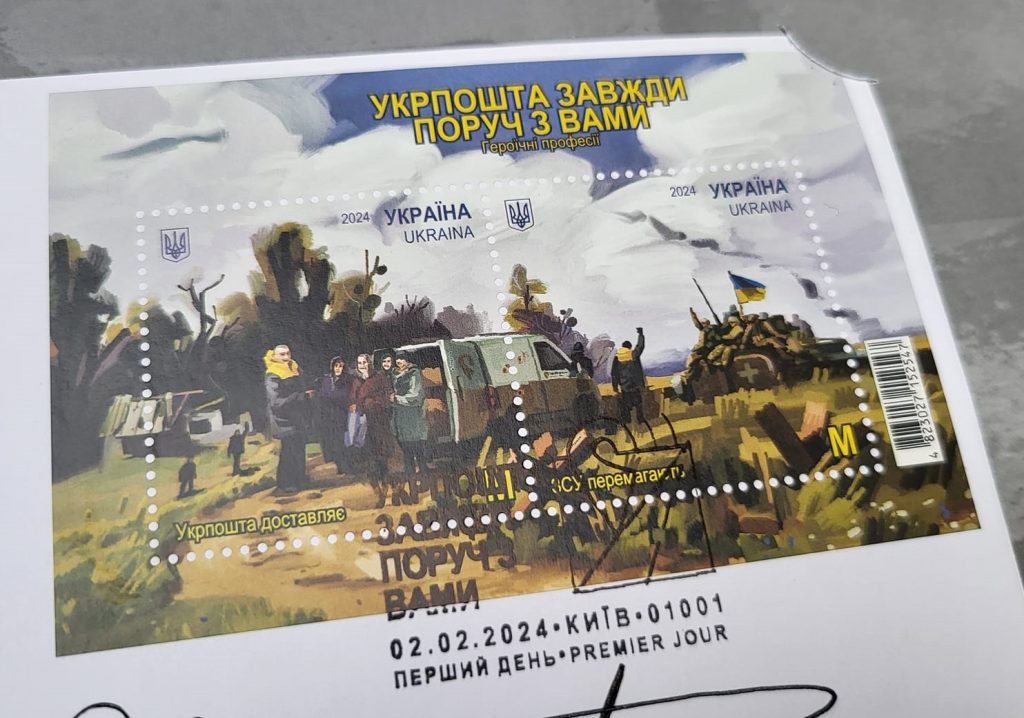 УКРПОШТА ЗАВЖДИ
ПОРУЧ З ВАМИ
Героїчні професії
2024 УКРАЇНА
UKRAINA
2024 УКРАЇНА
UKRAINA
4 823027 152547
M
M
Укрпошта доставляє
ЗСУ перемагають
УКРПОШТА
ЗАВЖДИ
ПОРУЧ З
ВАМИ
02.02.2024•КИЇВ•01001
ПЕРШИЙ ДЕНЬ•PREMIER JOUR